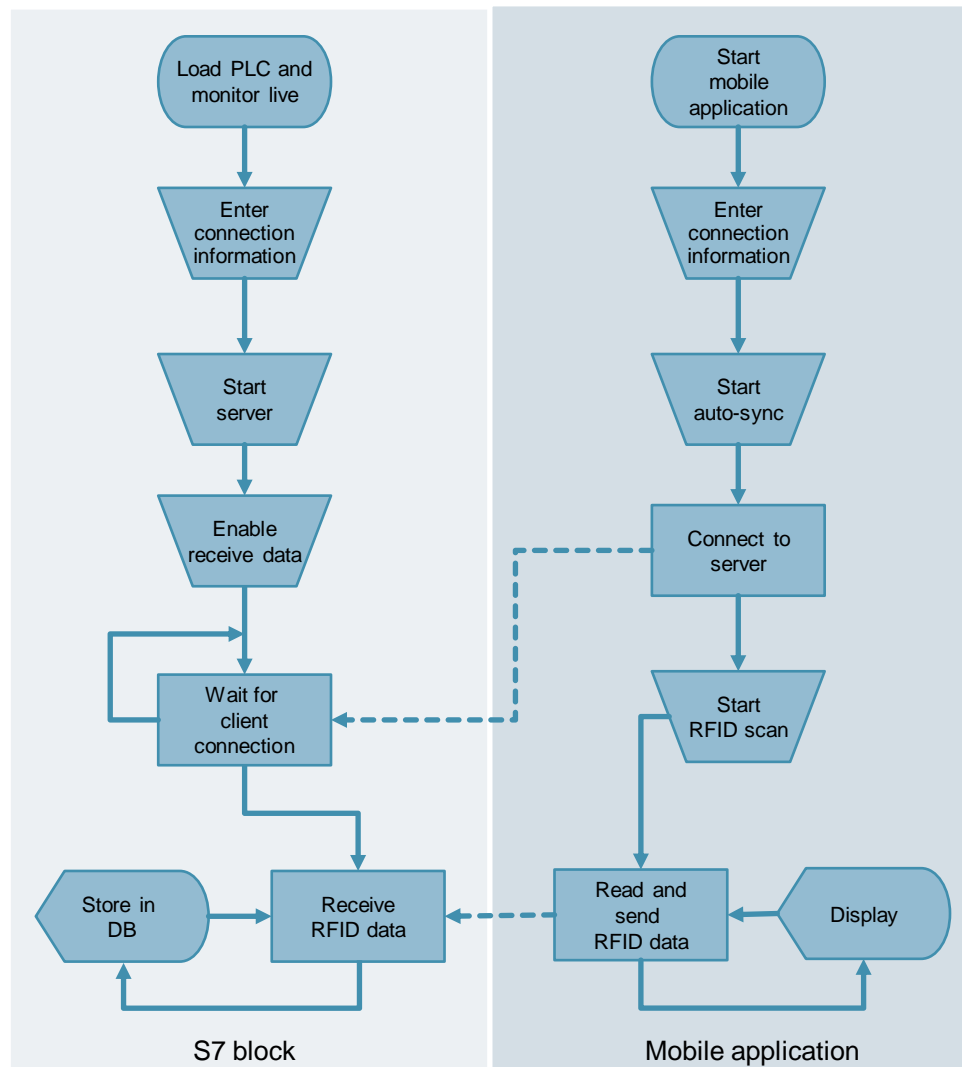 Load PLC and
monitor live
Enter
connection
information
Start
server
Enable
receive data
Wait for
client
connection
Store in
DB
Receive
RFID data
S7 block
Start
mobile
application
Enter
connection
information
Start
auto-sync
Connect to
server
Start
RFID scan
Read and
send
RFID data
Display
Mobile application